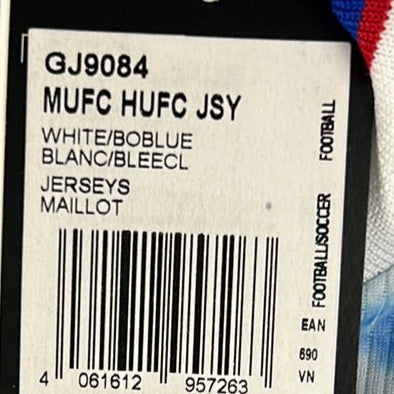 GJ9084
MUFC HUFC JSY
WHITE/BOBLUE
BLANC/BLEECL
JERSEYS
MAILLOT
FOOTBALL
FOOTBALL/SOCCER
EAN
690
VN
4 061612 957263